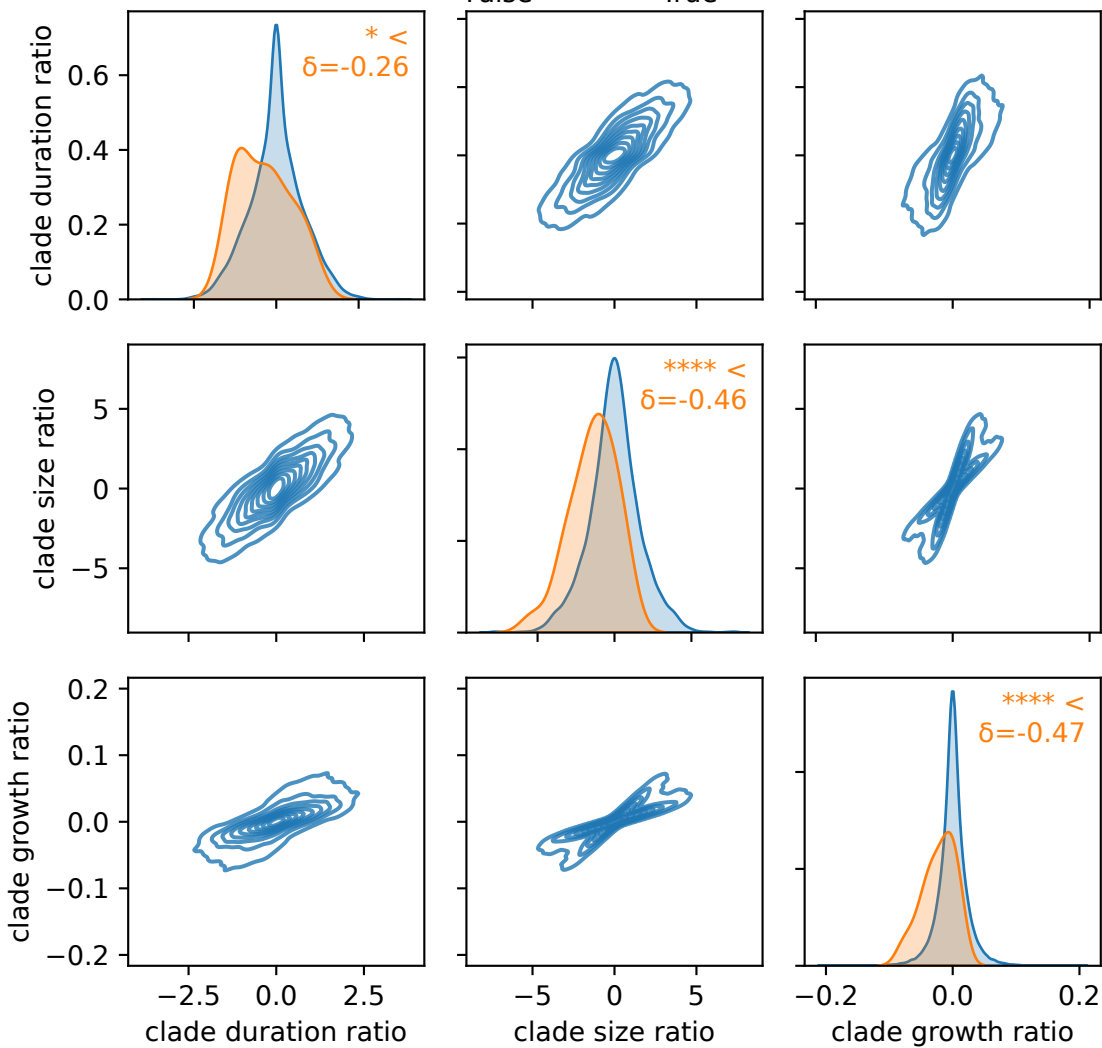 clade duration ratio
0.6
0.4
0.2
0.0
* <
δ=-0.26
clade size ratio
5
0
−5
**** <
δ=-0.46
clade growth ratio
0.2
0.1
0.0
−0.1
−0.2
**** <
δ=-0.47
−2.5
0.0
2.5
clade duration ratio
−5
0
5
clade size ratio
−0.2
0.0
0.2
clade growth ratio